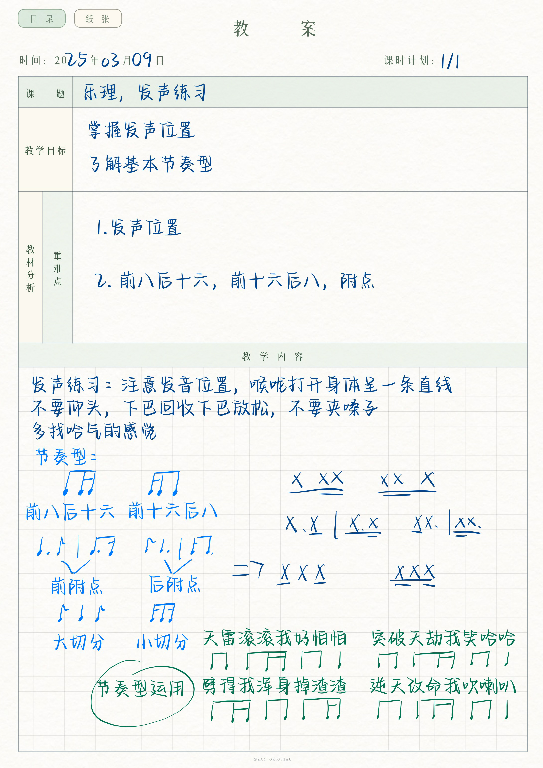 目录 纸张
教 案
时间: 2025年03月09日 课时计划: 1/1
课 题 乐理, 发声练习
教学目标 掌握发声位置
了解基本节奏型
教材分析 重难点 1.发声位置
2.前八后十六, 前十六后八, 附点
教学内容
发声练习: 注意发音位置, 喉咙打开身体呈一条直线
不要仰头, 下巴回收下巴放松, 不要夹嗓子
多找哈气的感觉
节奏型:
X XX XX X
前八后十六 前十六后八
X. X | X. X XX. | XX.
前附点 后附点
=> X X X XXX
大切分 小切分
天雷滚滚我好怕怕 突破天劫我笑哈哈
节奏型运用 劈得我浑身掉渣渣 逆天改命我吹喇叭